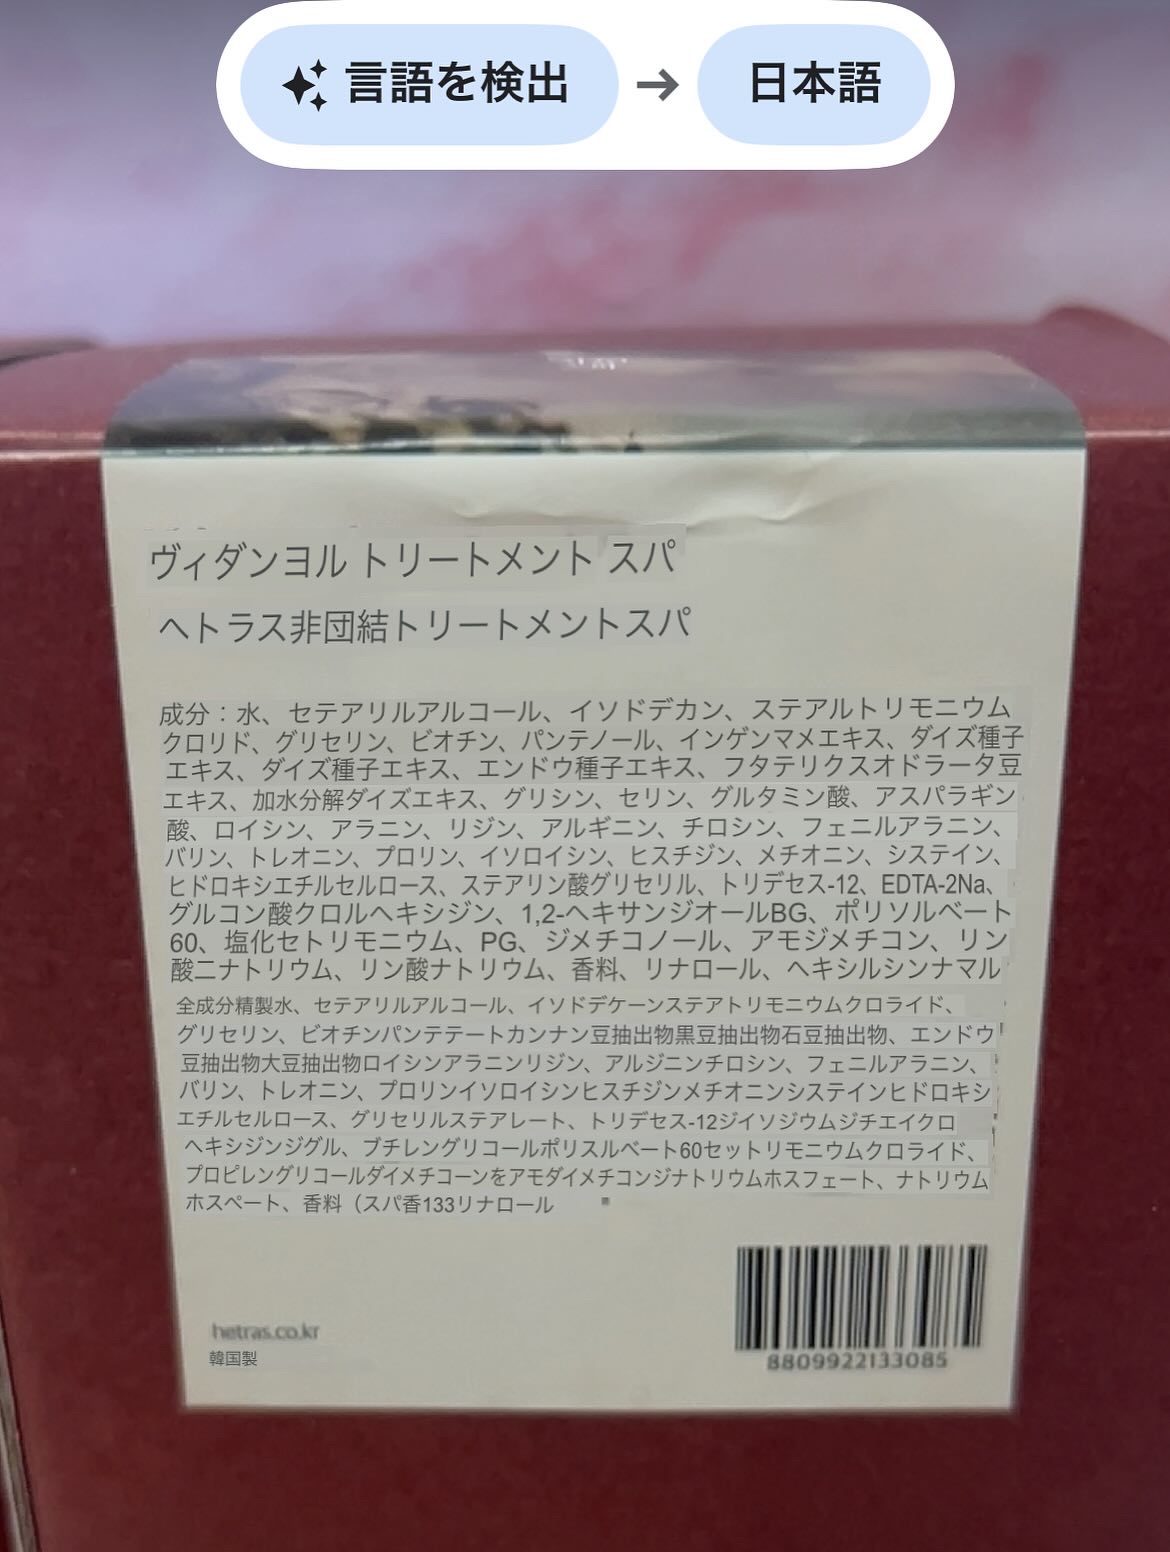 言語を検出 → 日本語
ヴィダンヨル トリートメント スパ
ヘトラス非団結トリートメントスパ
成分：水、セテアリルアルコール、イソドデカン、ステアルトリモニウム
クロリド、グリセリン、ビオチン、パンテノール、インゲンマメエキス、ダイズ種子
エキス、ダイズ種子エキス、エンドウ種子エキス、フタテリクスオドラータ豆
エキス、加水分解ダイズエキス、グリシン、セリン、グルタミン酸、アスパラギン
酸、ロイシン、アラニン、リジン、アルギニン、チロシン、フェニルアラニン、
バリン、トレオニン、プロリン、イソロイシン、ヒスチジン、メチオニン、システイン、
ヒドロキシエチルセルロース、ステアリン酸グリセリル、トリデセス-12、EDTA-2Na、
グルコン酸クロルヘキシジン、1,2-ヘキサンジオールBG、ポリソルベート
60、塩化セトリモニウム、PG、ジメチコノール、アモジメチコン、リン
酸二ナトリウム、リン酸ナトリウム、香料、リナロール、ヘキシルシンナマル
全成分精製水、セテアリルアルコール、イソドデケーンステアトリモニウムクロライド、
グリセリン、ビオチンパンテテートカンナン豆抽出物黒豆抽出物石豆抽出物、エンドウ
豆抽出物大豆抽出物ロイシンアラニンリジン、アルジニンチロシン、フェニルアラニン、
バリン、トレオニン、プロリンイソロイシンヒスチジンメチオニンシステインヒドロキシ
エチルセルロース、グリセリルステアレート、トリデセス-12ジイソジウムジチエイクロ
ヘキシジンジグル、ブチレングリコールポリスルベート60セットリモニウムクロライド、
プロピレングリコールダイメチコーンをアモダイメチコンジナトリウムホスフェート、ナトリウム
ホスペート、香料（スパ香133リナロール
hetras.co.kr
韓国製
8809922133085